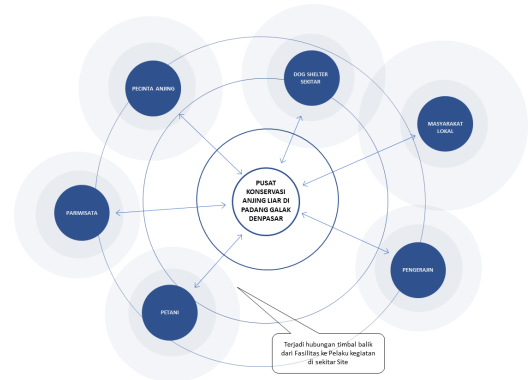 PECINTA ANJING
DOG SHELTER
SEKITAR
MASYARAKAT
LOKAL
PUSAT
KONSERVASI
ANJING LIAR DI
PADANG GALAK
DENPASAR
PARIWISATA
PENGERAJIN
PETANI
Terjadi hubungan timbal balik
dari Fasilitas ke Pelaku kegiatan
di sekitar Site